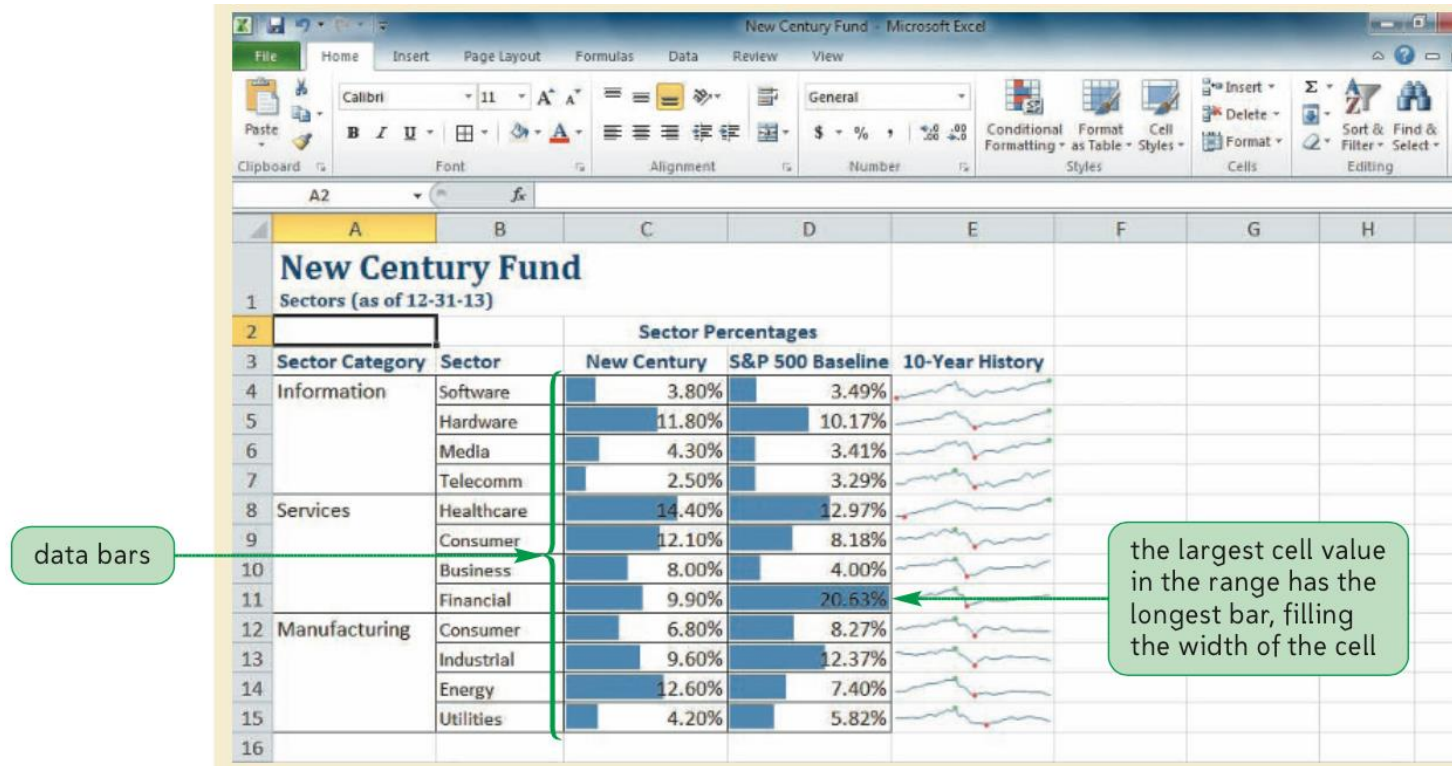 New Century Fund - Microsoft Excel
File Home Insert Page Layout Formulas Data Review View
Calibri 11 A A General Insert Σ
Paste Delete
B I U A $ % , .0 .00 .00 .0 Conditional Format Cell Format Sort & Find &
Formatting as Table Styles Filter Select
Clipboard Font Alignment Number Styles Cells Editing
A2 fx
A B C D E F G H
New Century Fund
1 Sectors (as of 12-31-13)
2 Sector Percentages
3 Sector Category Sector New Century S&P 500 Baseline 10-Year History
4 Information Software 3.80% 3.49%
5 Hardware 11.80% 10.17%
6 Media 4.30% 3.41%
7 Telecomm 2.50% 3.29%
8 Services Healthcare 14.40% 12.97%
9 Consumer 12.10% 8.18%
10 Business 8.00% 4.00%
11 Financial 9.90% 20.63%
12 Manufacturing Consumer 6.80% 8.27%
13 Industrial 9.60% 12.37%
14 Energy 12.60% 7.40%
15 Utilities 4.20% 5.82%
16
data bars
the largest cell value
in the range has the
longest bar, filling
the width of the cell